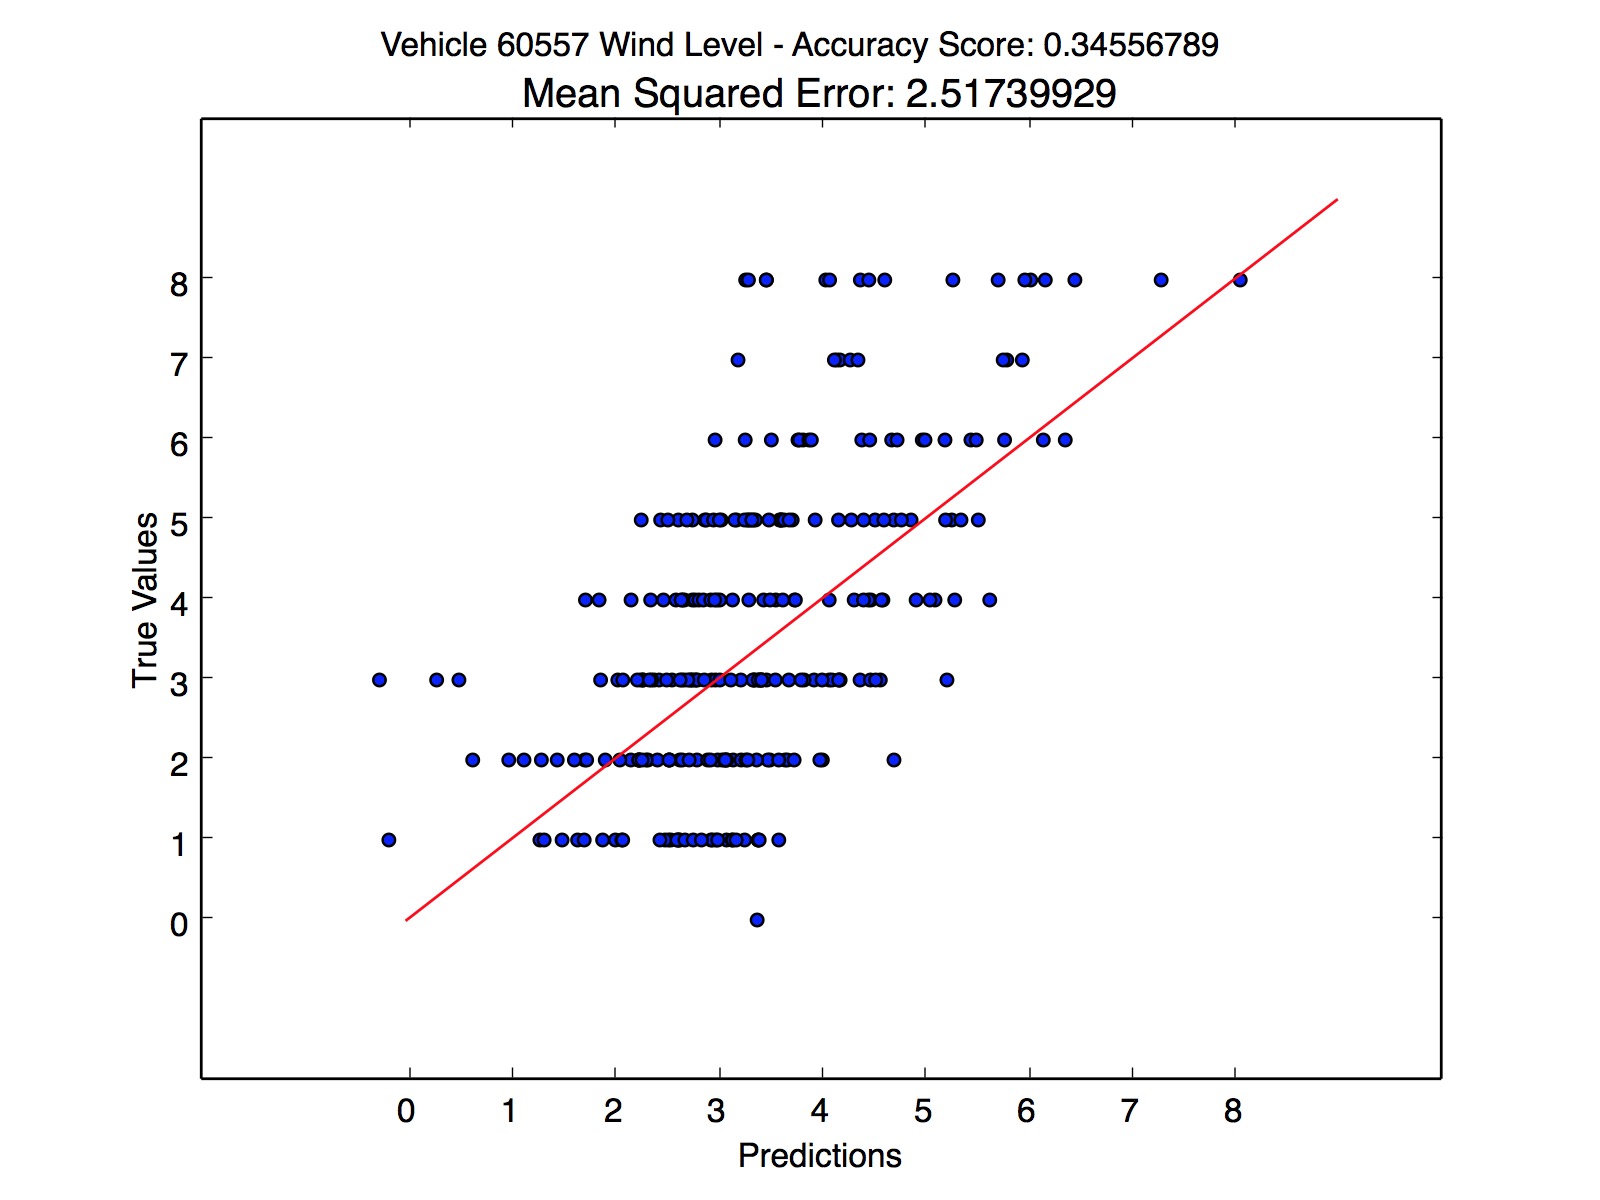 Vehicle 60557 Wind Level - Accuracy Score: 0.34556789
Mean Squared Error: 2.51739929
8
7
6
5
4
3
2
1
0
True Values
0 1 2 3 4 5 6 7 8
Predictions